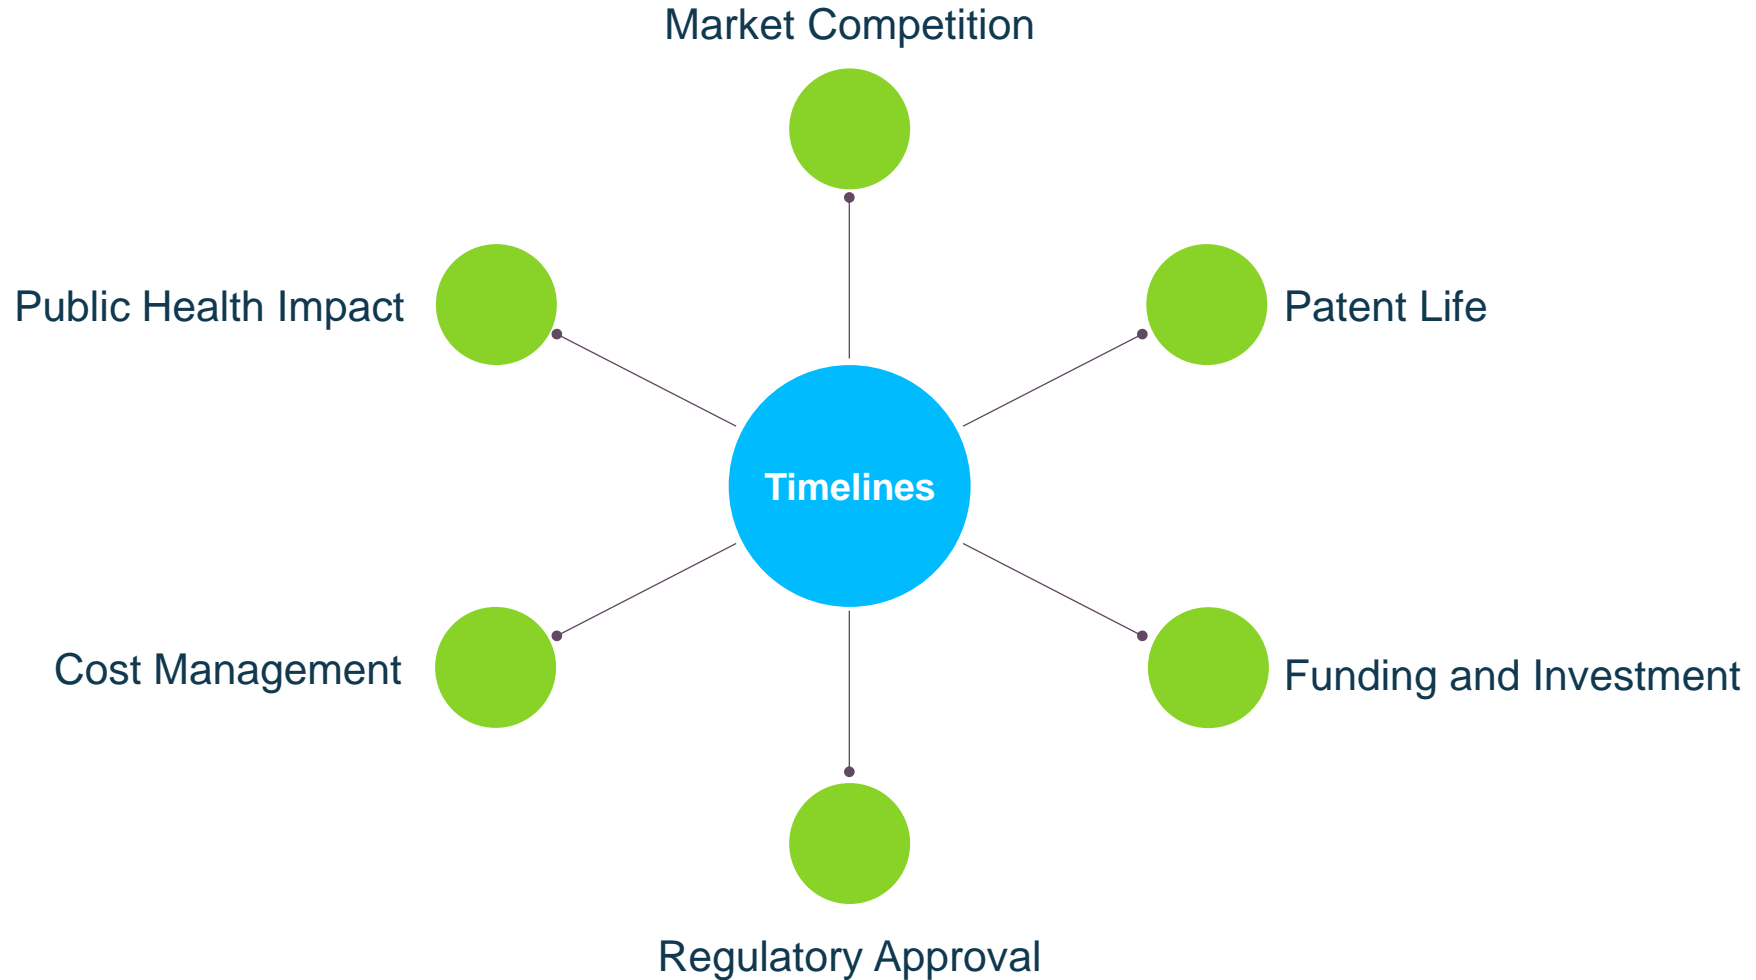 Market Competition
Public Health Impact
Patent Life
Timelines
Cost Management
Funding and Investment
Regulatory Approval